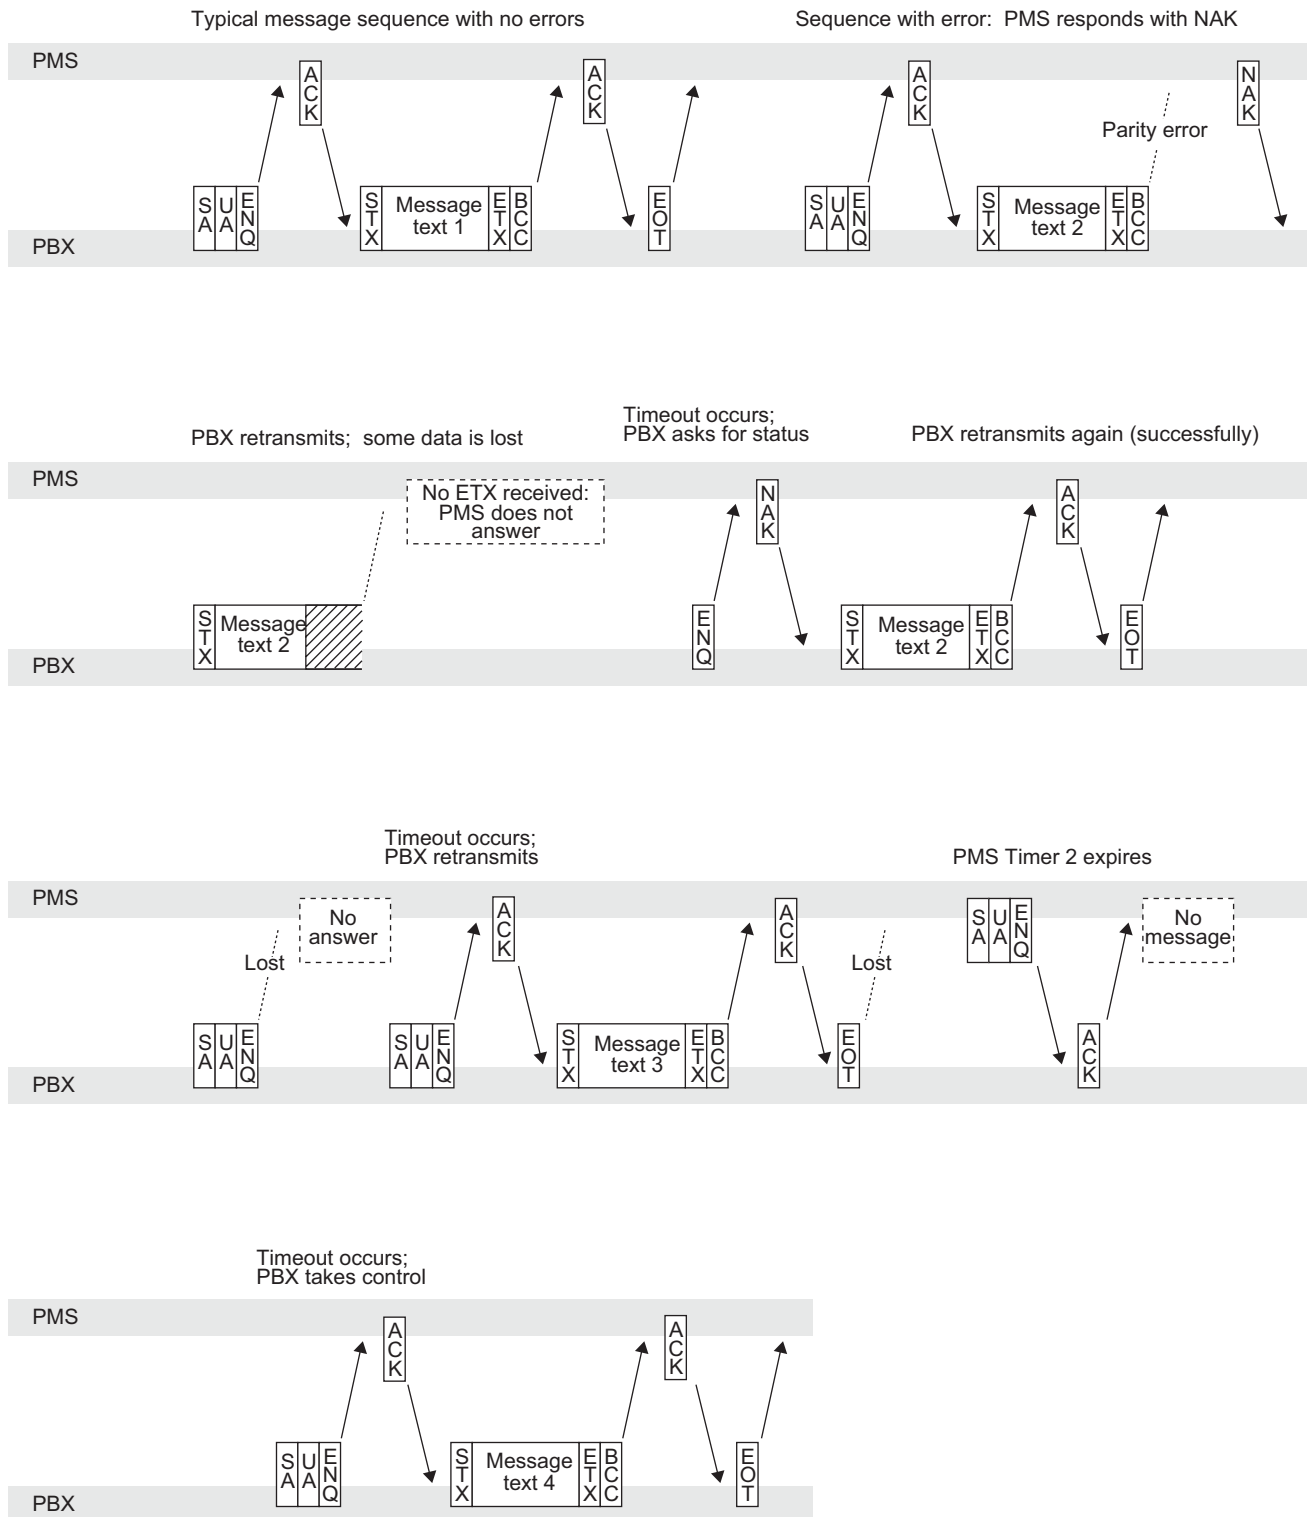 Typical message sequence with no errors
Sequence with error: PMS responds with NAK
PMS
ACK
ACK
ACK
NAK
Parity error
SA UA ENQ
STX Message text 1 ETX BCC
EOT
SA UA ENQ
STX Message text 2 ETX BCC
PBX
PBX retransmits; some data is lost
Timeout occurs;
PBX asks for status
PBX retransmits again (successfully)
PMS
No ETX received:
PMS does not
answer
NAK
ACK
STX Message text 2
ENQ
STX Message text 2 ETX BCC
EOT
PBX
Timeout occurs;
PBX retransmits
PMS Timer 2 expires
PMS
No
answer
ACK
ACK
SA UA ENQ
No
message
Lost
Lost
SA UA ENQ
SA UA ENQ
STX Message text 3 ETX BCC
EOT
ACK
PBX
Timeout occurs;
PBX takes control
PMS
ACK
ACK
SA UA ENQ
STX Message text 4 ETX BCC
EOT
PBX